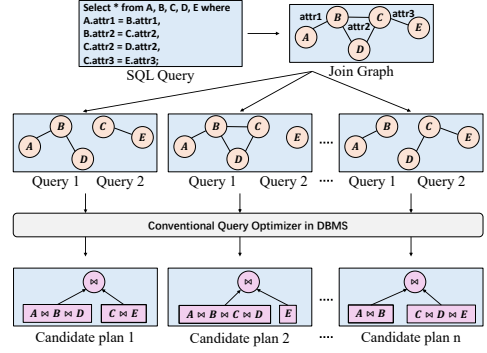 Select * from A, B, C, D, E where
A.attr1 = B.attr1,
B.attr2 = C.attr2,
C.attr2 = D.attr2,
C.attr3 = E.attr3;
SQL Query
attr1 B C attr3
A attr2 E
D
Join Graph
B C
A E
D
Query 1 Query 2
B C
A E
D
Query 1 Query 2
....
....
B C
A E
D
Query 1 Query 2
Conventional Query Optimizer in DBMS
⋈
A ⋈ B ⋈ D C ⋈ E
Candidate plan 1
⋈
A ⋈ B ⋈ C ⋈ D E
Candidate plan 2
....
....
⋈
A ⋈ B C ⋈ D ⋈ E
Candidate plan n